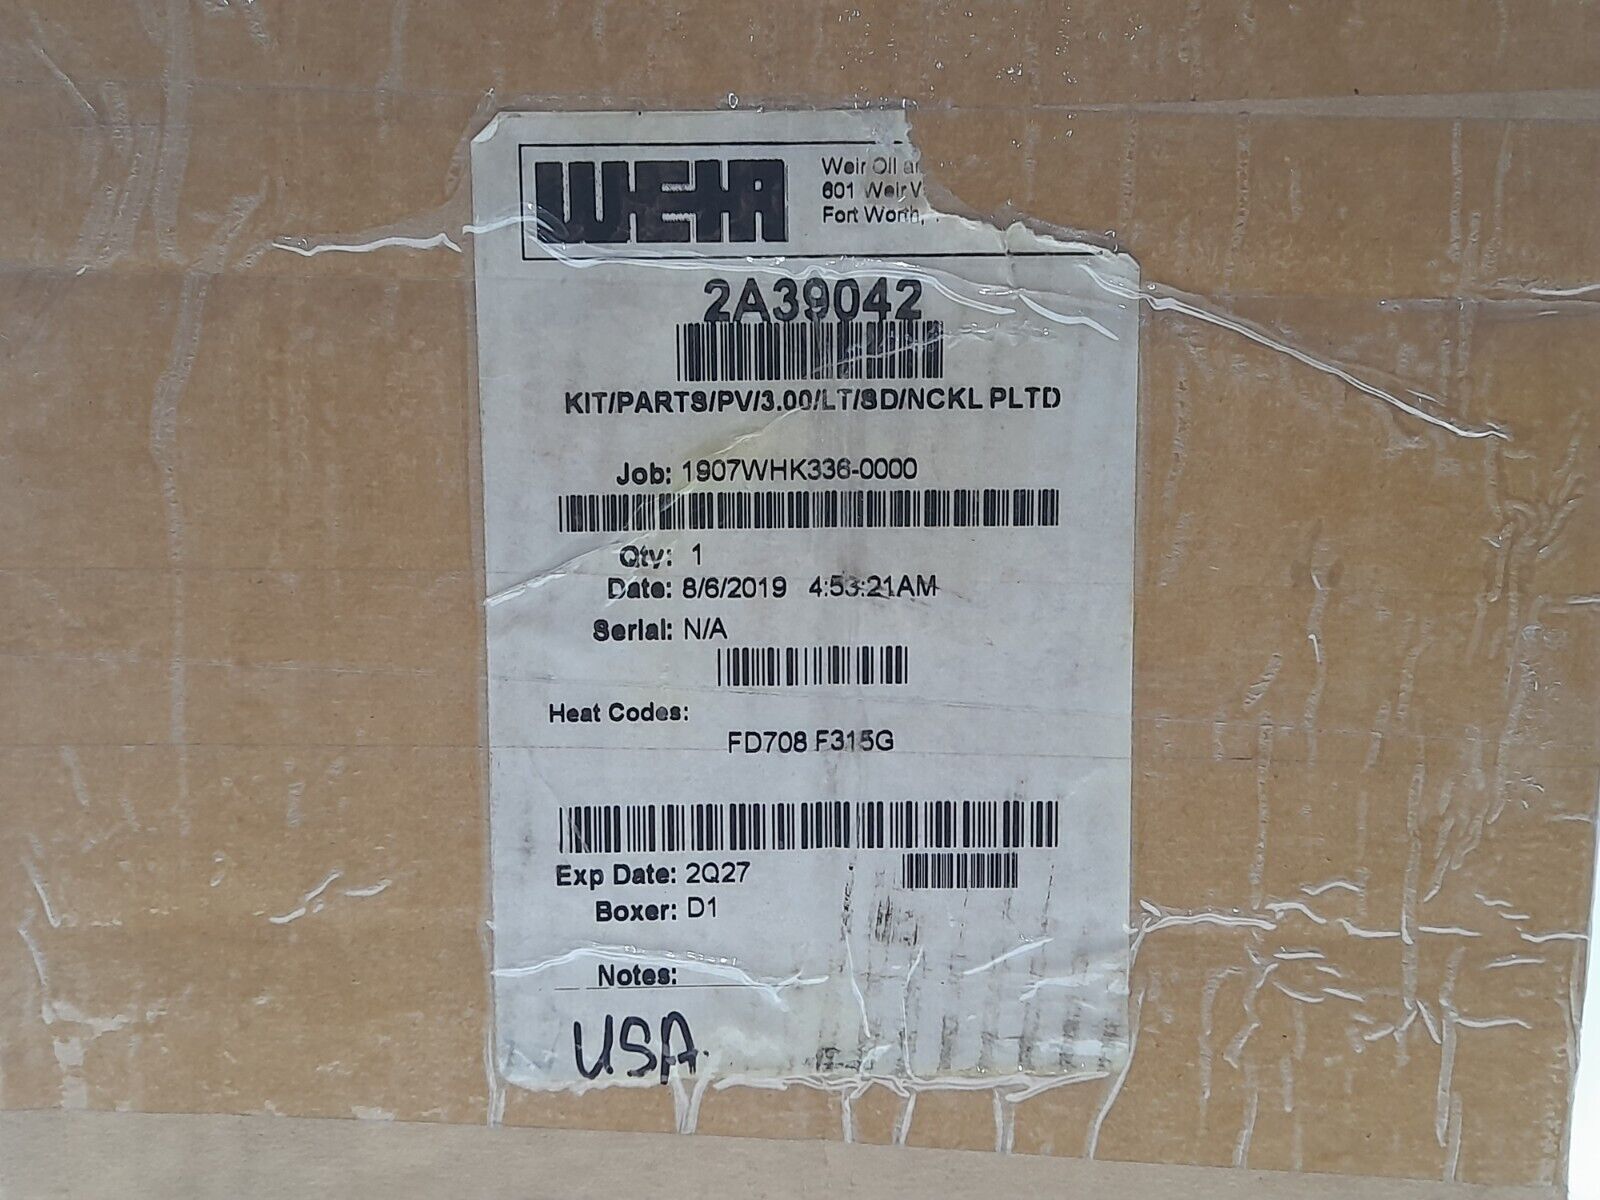 WEIR
Weir Oil
601 Weir
Fort Worth,
2A39042
KIT/PARTS/PV/3.00/LT/SD/NCKL PLTD
Job: 1907WHK336-0000
Qty: 1
Date: 8/6/2019 4:53:21AM
Serial: N/A
Heat Codes:
FD708 F315G
Exp Date: 2Q27
Boxer: D1
Notes:
USA.